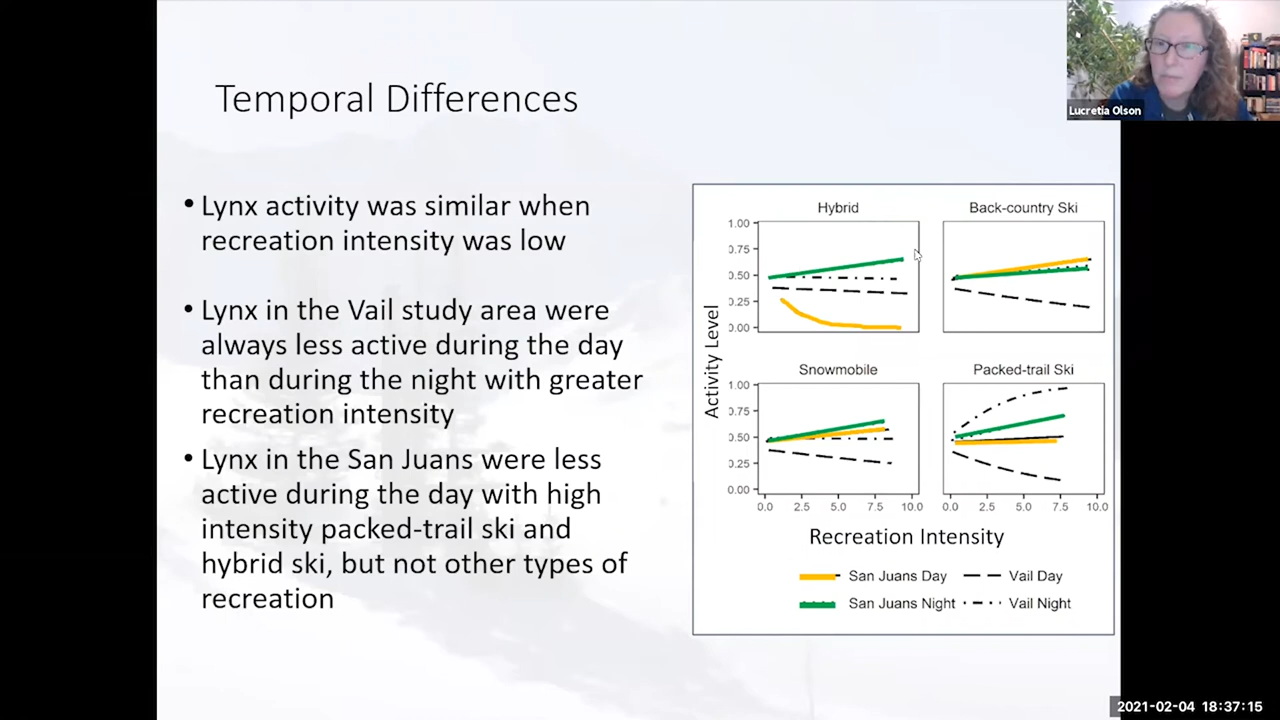 Lucretia Olson
Temporal Differences
• Lynx activity was similar when
recreation intensity was low
• Lynx in the Vail study area were
always less active during the day
than during the night with greater
recreation intensity
• Lynx in the San Juans were less
active during the day with high
intensity packed-trail ski and
hybrid ski, but not other types of
recreation
Hybrid
Back-country Ski
1.00
0.75
0.50
0.25
0.00
Activity Level
Snowmobile
Packed-trail Ski
1.00
0.75
0.50
0.25
0.00
0.0 2.5 5.0 7.5 10.0
0.0 2.5 5.0 7.5 10.0
Recreation Intensity
San Juans Day
Vail Day
San Juans Night
Vail Night
2021-02-04 18:37:15